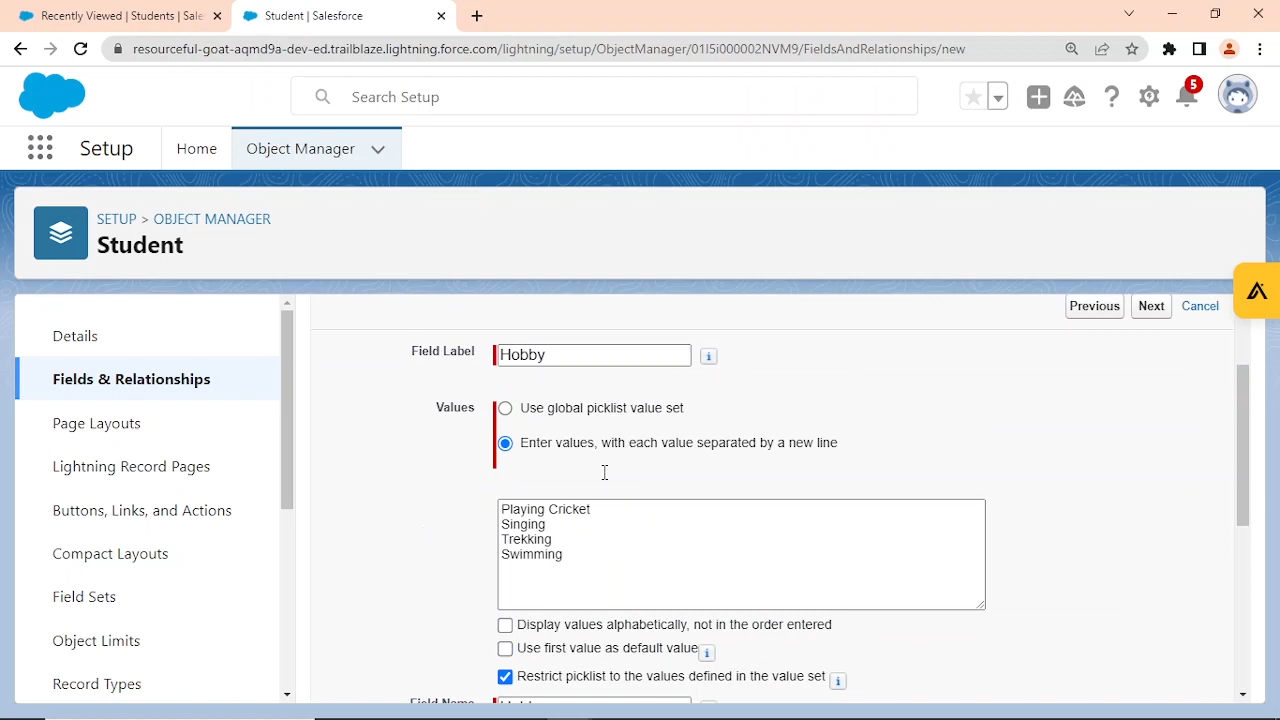 Recently Viewed | Students | Sale
Student | Salesforce
resourceful-goat-aqmd9a-dev-ed.trailblaze.lightning.force.com/lightning/setup/ObjectManager/01I5i000002NVM9/FieldsAndRelationships/new
Search Setup
5
Setup
Home
Object Manager
SETUP > OBJECT MANAGER
Student
Details
Fields & Relationships
Page Layouts
Lightning Record Pages
Buttons, Links, and Actions
Compact Layouts
Field Sets
Object Limits
Record Types
Previous Next Cancel
Field Label Hobby
Values
Use global picklist value set
Enter values, with each value separated by a new line
Playing Cricket
Singing
Trekking
Swimming
Display values alphabetically, not in the order entered
Use first value as default value
Restrict picklist to the values defined in the value set